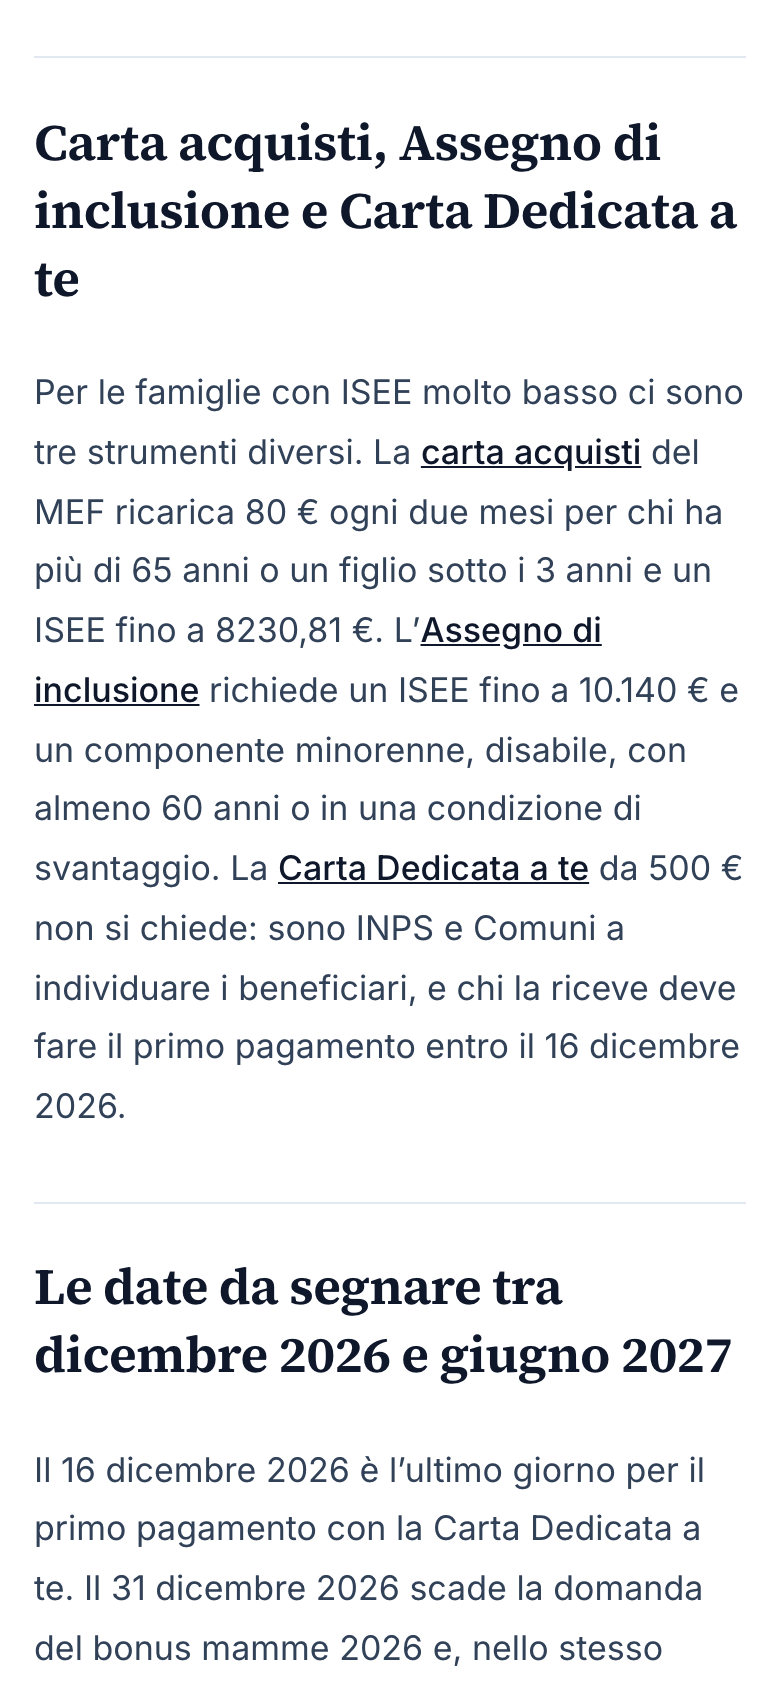 Carta acquisti, Assegno di
inclusione e Carta Dedicata a
te
Per le famiglie con ISEE molto basso ci sono
tre strumenti diversi. La carta acquisti del
MEF ricarica 80 € ogni due mesi per chi ha
più di 65 anni o un figlio sotto i 3 anni e un
ISEE fino a 8230,81 €. L’Assegno di
inclusione richiede un ISEE fino a 10.140 € e
un componente minorenne, disabile, con
almeno 60 anni o in una condizione di
svantaggio. La Carta Dedicata a te da 500 €
non si chiede: sono INPS e Comuni a
individuare i beneficiari, e chi la riceve deve
fare il primo pagamento entro il 16 dicembre
2026.
Le date da segnare tra
dicembre 2026 e giugno 2027
Il 16 dicembre 2026 è l’ultimo giorno per il
primo pagamento con la Carta Dedicata a
te. Il 31 dicembre 2026 scade la domanda
del bonus mamme 2026 e, nello stesso